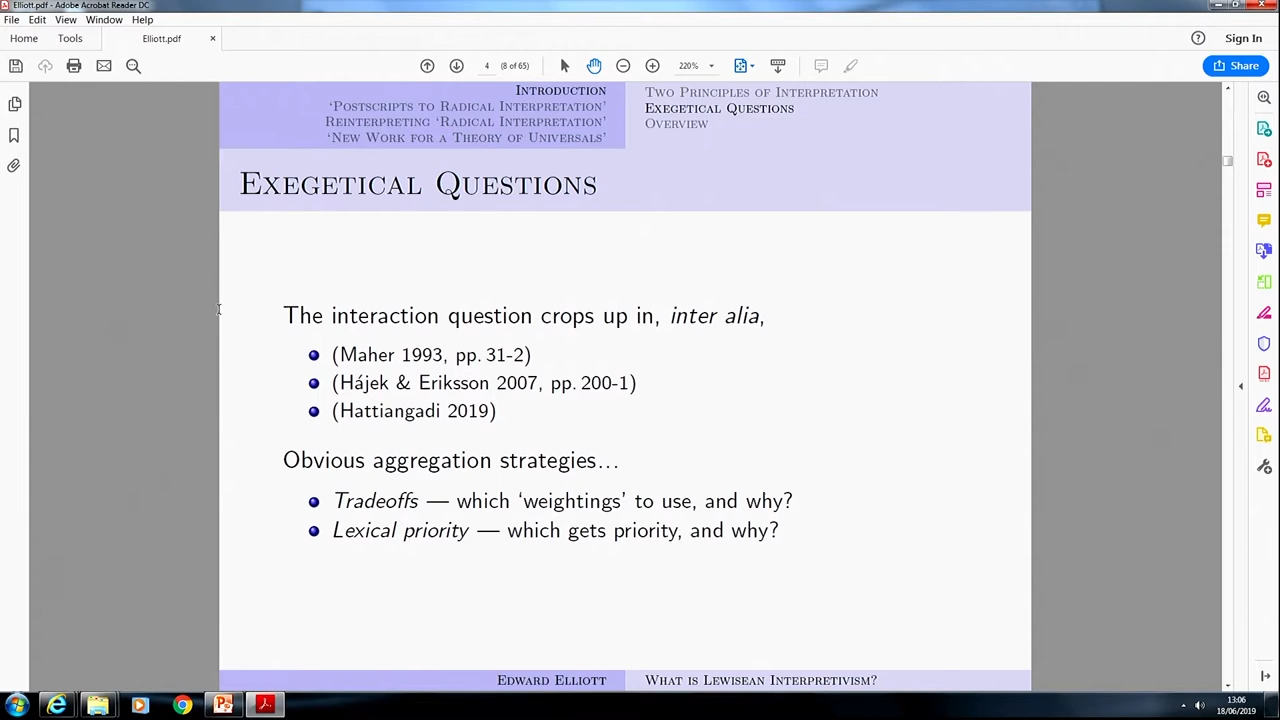 Elliott.pdf - Adobe Acrobat Reader DC
File Edit View Window Help
Home Tools Elliott.pdf × Sign In
4 (8 of 65) 220% Share
INTRODUCTION
‘POSTSCRIPTS TO RADICAL INTERPRETATION’
REINTERPRETING ‘RADICAL INTERPRETATION’
‘NEW WORK FOR A THEORY OF UNIVERSALS’
TWO PRINCIPLES OF INTERPRETATION
EXEGETICAL QUESTIONS
OVERVIEW
EXEGETICAL QUESTIONS
The interaction question crops up in, inter alia,
(Maher 1993, pp. 31-2)
(Hájek & Eriksson 2007, pp. 200-1)
(Hattiangadi 2019)
Obvious aggregation strategies…
Tradeoffs — which ‘weightings’ to use, and why?
Lexical priority — which gets priority, and why?
EDWARD ELLIOTT WHAT IS LEWISEAN INTERPRETIVISM?
13:06
18/06/2019